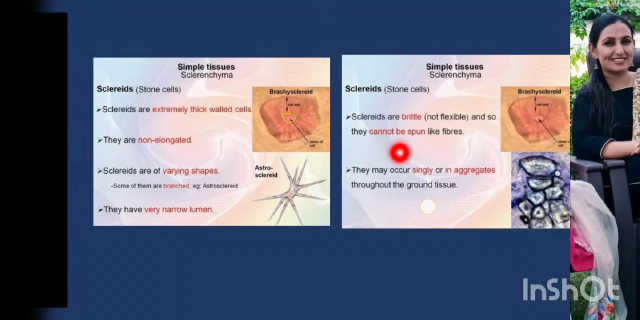 Simple tissues
Sclerenchyma
Sclereids (Stone cells)
Brachysclereid
➢Sclereids are extremely thick walled cells
➢They are non-elongated.
➢Sclereids are of varying shapes.
-Some of them are branched, eg: Astrosclereid
Astro-
sclereid
➢They have very narrow lumen.
Simple tissues
Sclerenchyma
Sclereids (Stone cells)
Brachysclereid
➢Sclereids are brittle (not flexible) and so
they cannot be spun like fibres.
➢They may occur singly or in aggregates
throughout the ground tissue.
InShOt